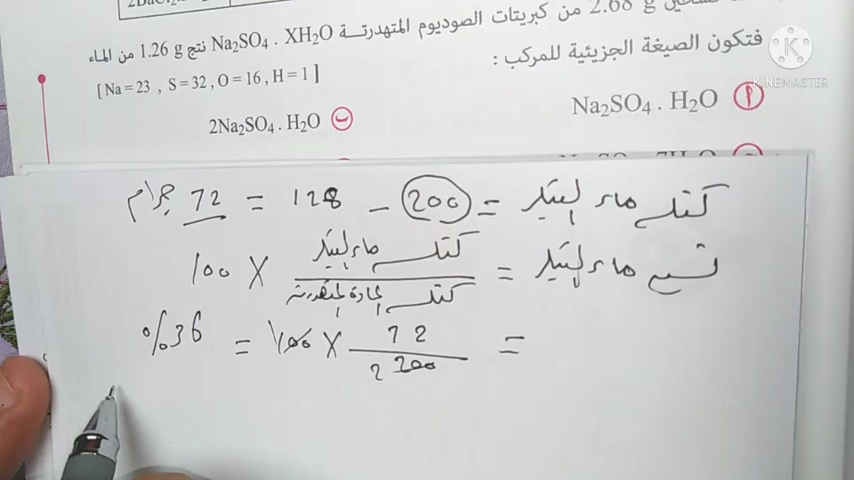 2.68 g من كبريتات الصوديوم المتهدرتة Na₂SO₄ . XH₂O نتج 1.26 g من الماء
فتكون الصيغة الجزيئية للمركب :
[ Na = 23 , S = 32 , O = 16 , H = 1 ]
أ Na₂SO₄ . H₂O
ب 2Na₂SO₄ . H₂O
KINEMASTER
كتلة ماء التبلر = 200 - 128 = 72 جرام
نسبة ماء التبلر = كتلة ماء التبلر / كتلة المادة المتهدرتة × 100
= 72 / 200 × 100 = 36%